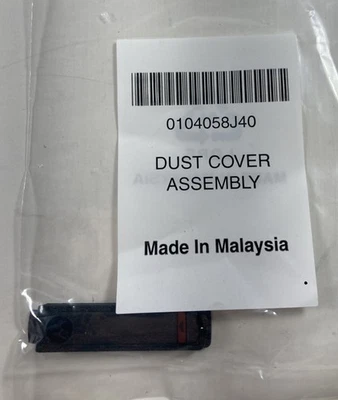 0104058J40
DUST COVER
ASSEMBLY
Made In Malaysia